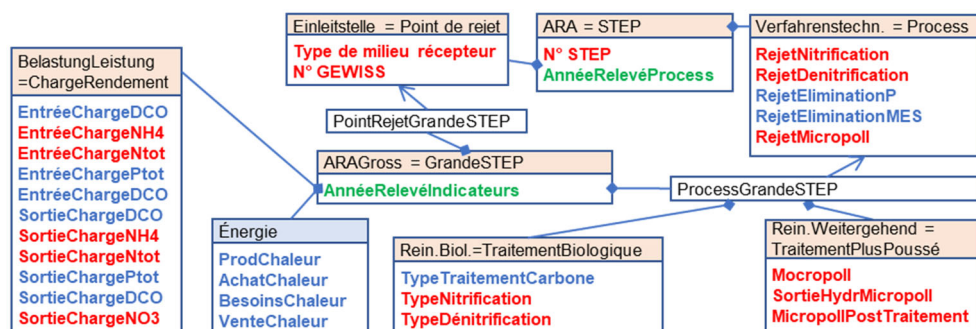 Einleitstelle = Point de rejet
Type de milieu récepteur
N° GEWISS
ARA = STEP
N° STEP
AnnéeRelevéProcess
Verfahrenstechn. = Process
RejetNitrification
RejetDenitrification
RejetEliminationP
RejetEliminationMES
RejetMicropoll
BelastungLeistung
=ChargeRendement
EntréeChargeDCO
EntréeChargeNH4
EntréeChargeNtot
EntréeChargePtot
EntréeChargeDCO
SortieChargeDCO
SortieChargeNH4
SortieChargeNtot
SortieChargePtot
SortieChargeDCO
SortieChargeNO3
PointRejetGrandeSTEP
ARAGross = GrandeSTEP
AnnéeRelevéIndicateurs
ProcessGrandeSTEP
Énergie
ProdChaleur
AchatChaleur
BesoinsChaleur
VenteChaleur
Rein.Biol.=TraitementBiologique
TypeTraitementCarbone
TypeNitrification
TypeDénitrification
Rein.Weitergehend =
TraitementPlusPoussé
Mocropoll
SortieHydrMicropoll
MicropollPostTraitement